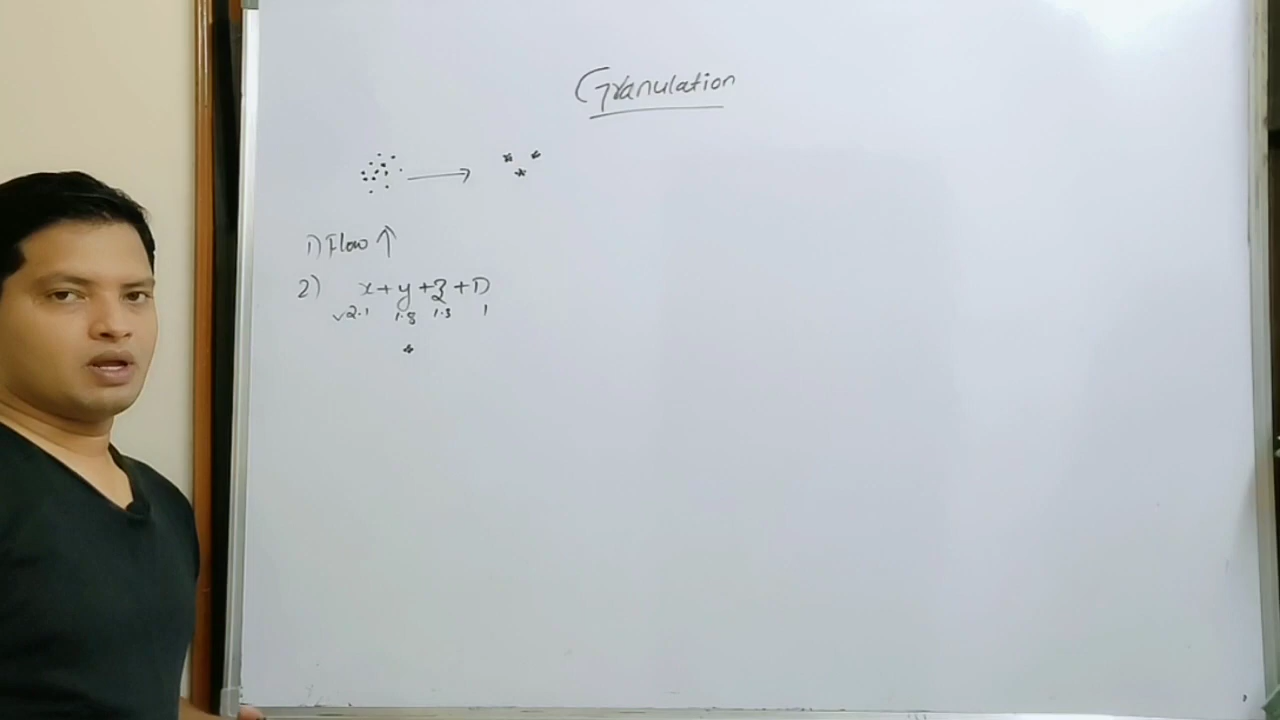 Granulation
1) Flow ↑
2) x + y + z + D
✓2.1 1.8 1.3 1